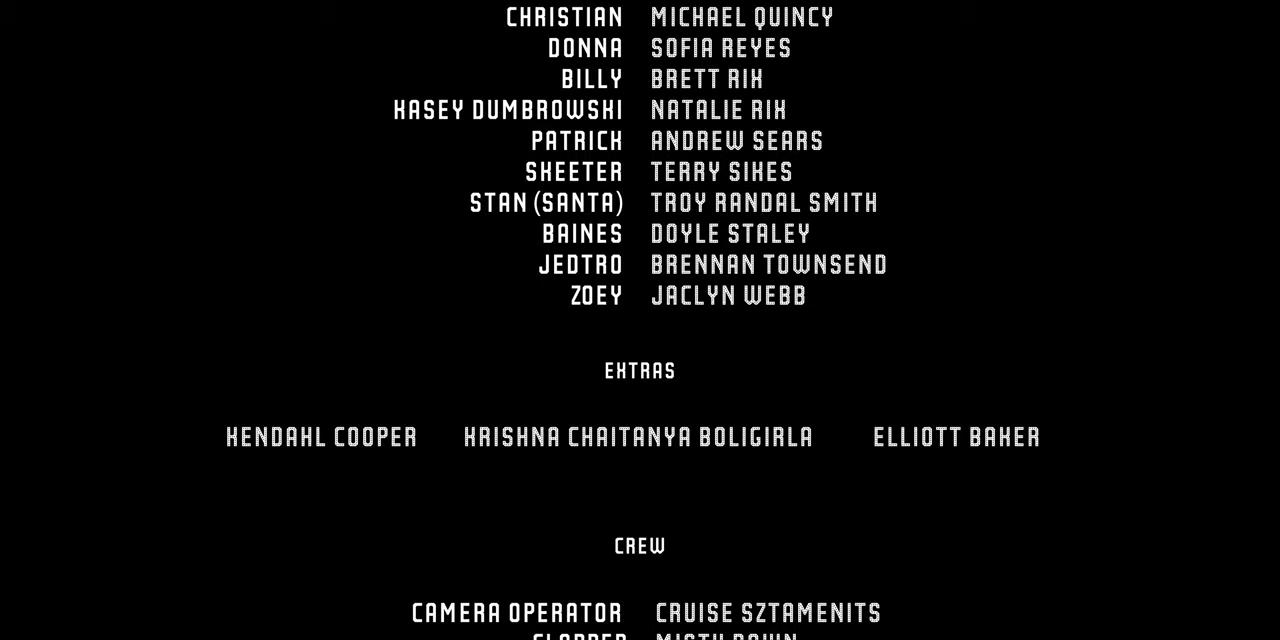 CHRISTIAN MICHAEL QUINCY
DONNA SOFIA REYES
BILLY BRETT RIX
KASEY DUMBROWSKI NATALIE RIX
PATRICK ANDREW SEARS
SKEETER TERRY SIKES
STAN (SANTA) TROY RANDAL SMITH
BAINES DOYLE STALEY
JEDTRO BRENNAN TOWNSEND
ZOEY JACLYN WEBB
EXTRAS
KENDAHL COOPER KRISHNA CHAITANYA BOLIGIRLA ELLIOTT BAKER
CREW
CAMERA OPERATOR CRUISE SZTAMENITS